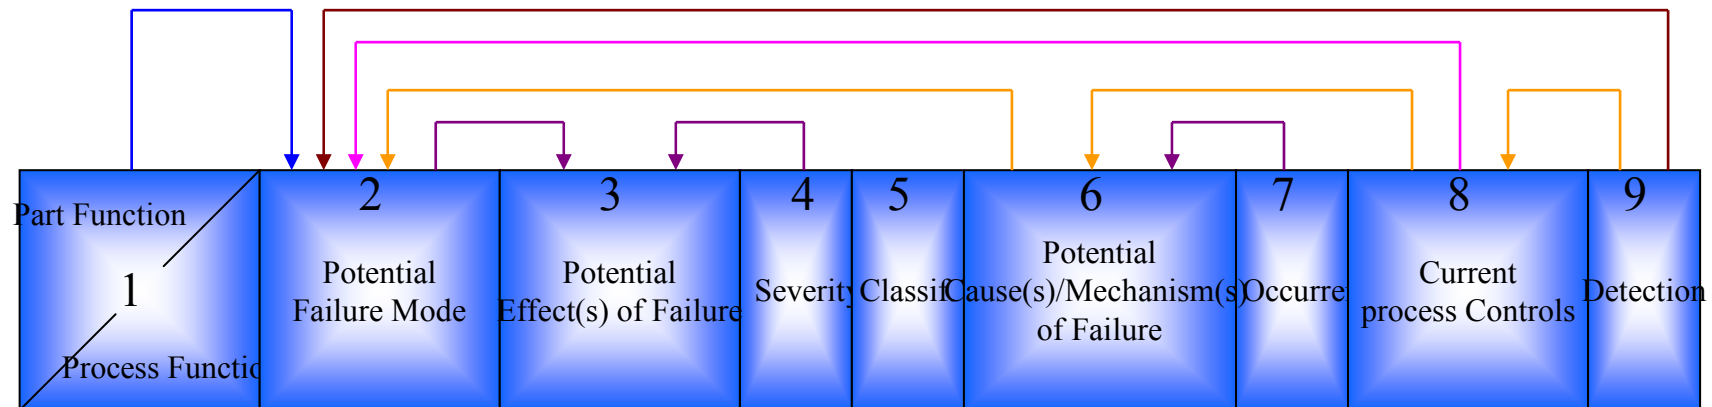 Part Function
1
Process Functio
2
Potential
Failure Mode
3
Potential
Effect(s) of Failure
4
Severity
5
Classif
6
Potential
Cause(s)/Mechanism(s)
of Failure
7
Occurre
8
Current
process Controls
9
Detection